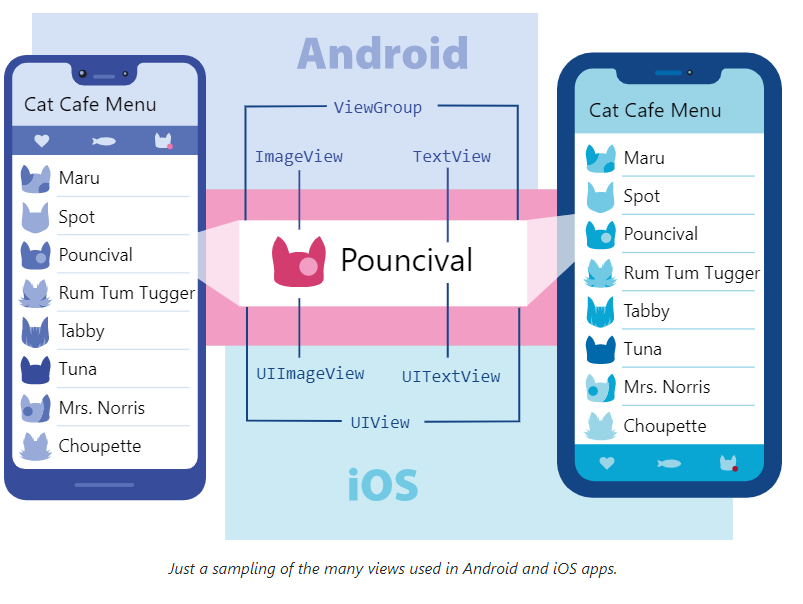 Android
Cat Cafe Menu
Maru
Spot
Pouncival
Rum Tum Tugger
Tabby
Tuna
Mrs. Norris
Choupette
ViewGroup
ImageView
TextView
Pouncival
UIImageView
UITextView
UIView
iOS
Cat Cafe Menu
Maru
Spot
Pouncival
Rum Tum Tugger
Tabby
Tuna
Mrs. Norris
Choupette
Just a sampling of the many views used in Android and iOS apps.